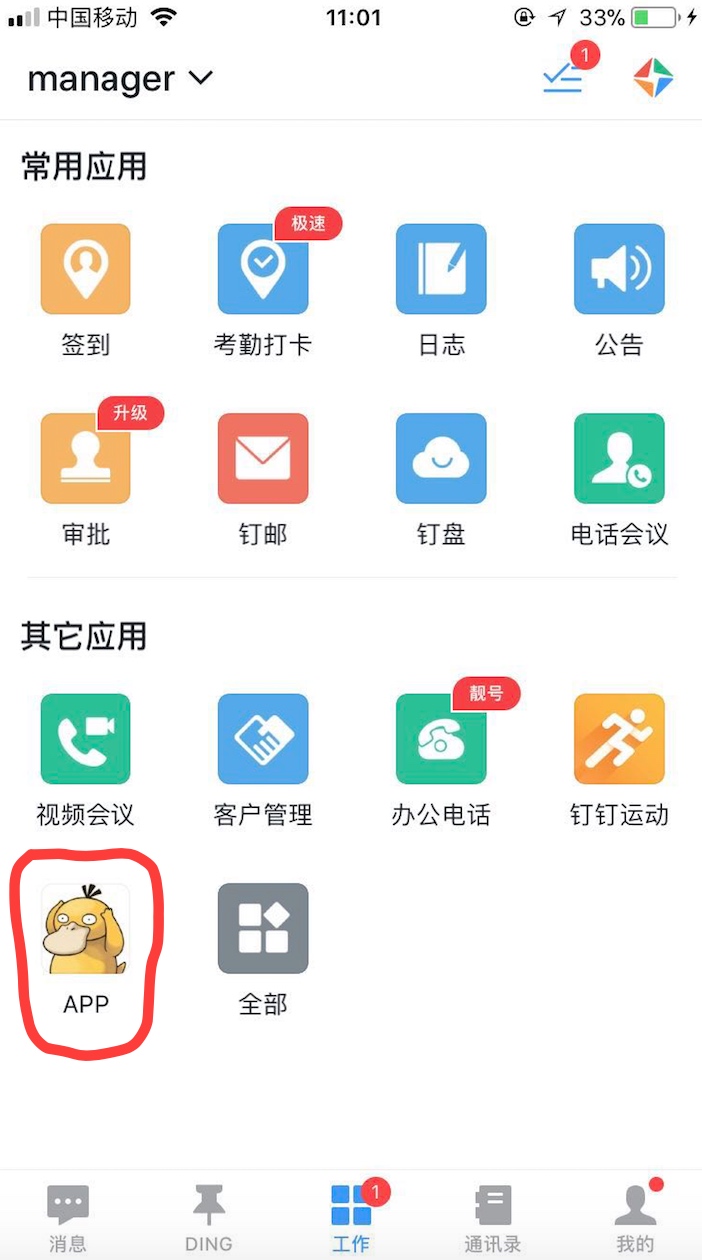 中国移动 11:01 33%
manager 1
常用应用
极速
签到 考勤打卡 日志 公告
升级
审批 钉邮 钉盘 电话会议
其它应用
靓号
视频会议 客户管理 办公电话 钉钉运动
APP 全部
1
消息 DING 工作 通讯录 我的